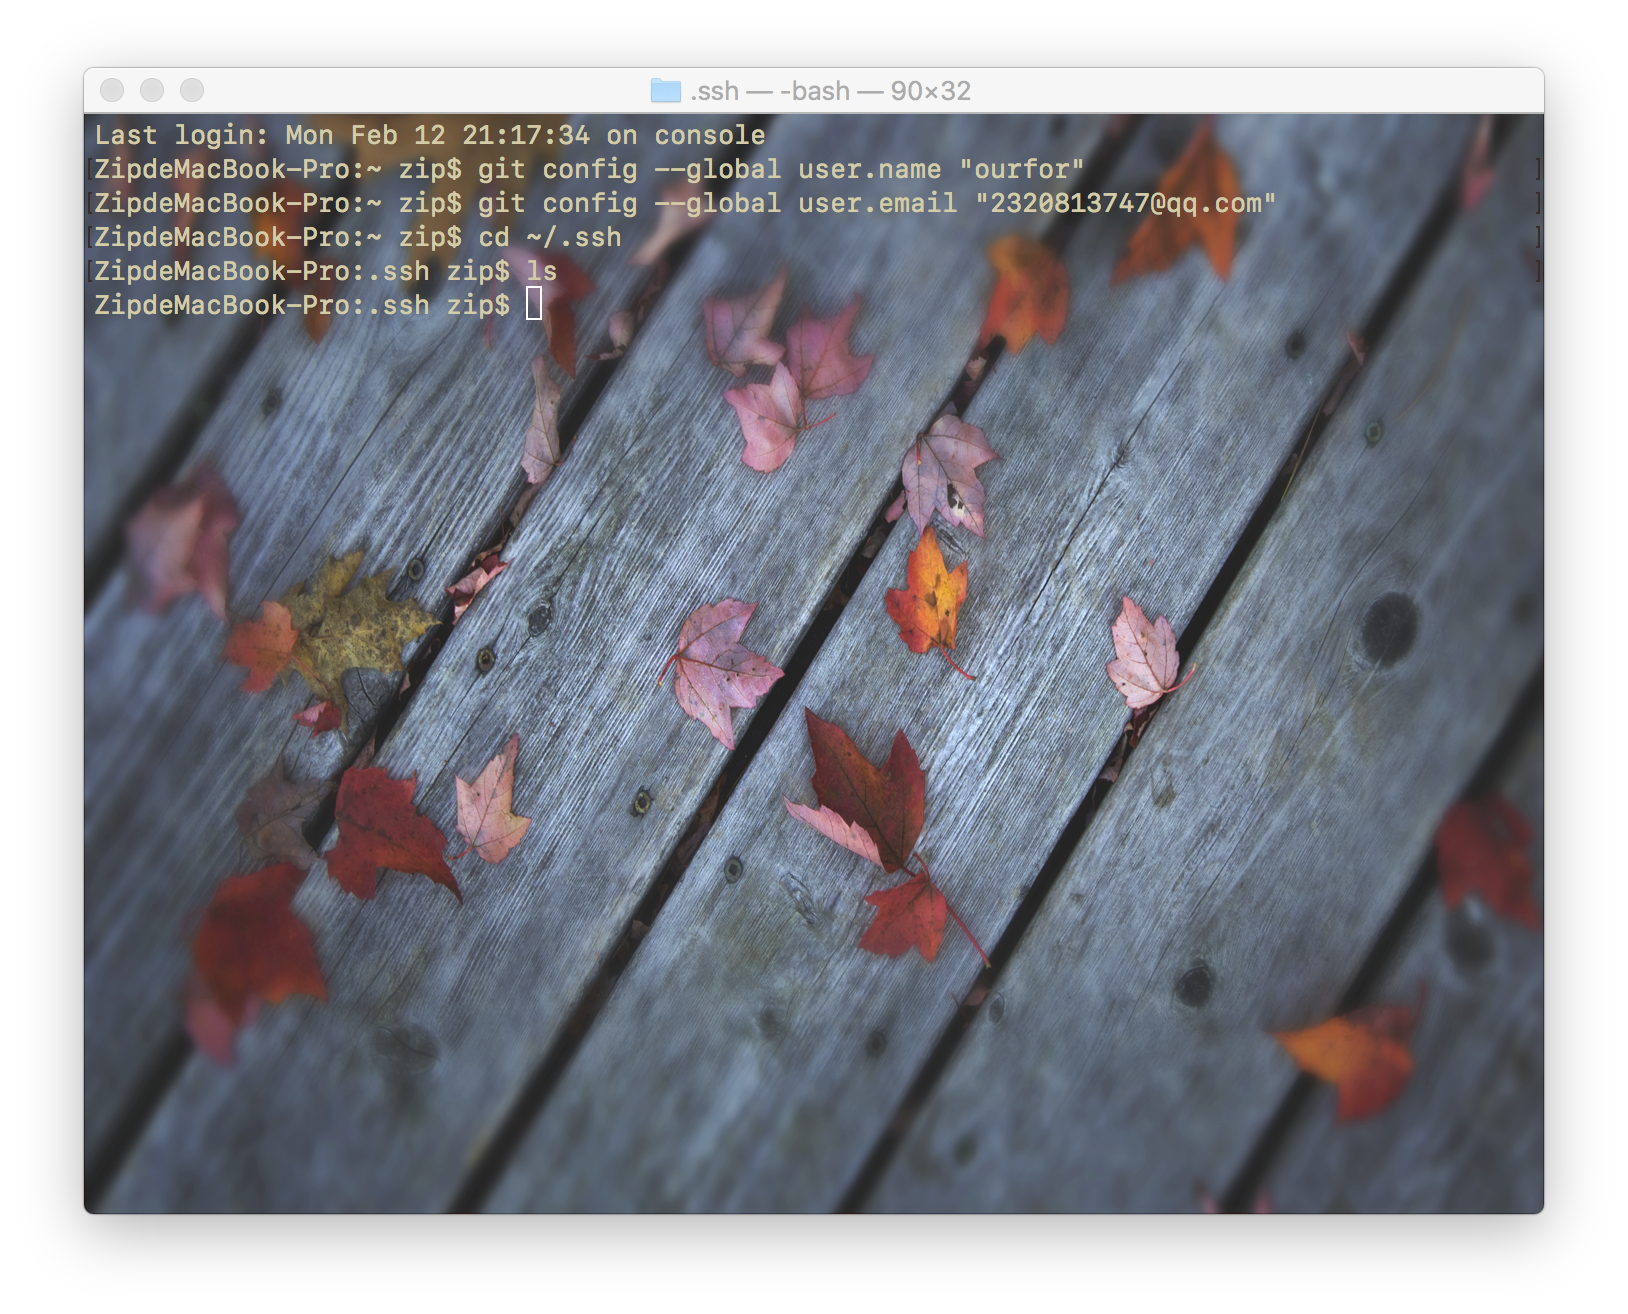 .ssh — -bash — 90×32
Last login: Mon Feb 12 21:17:34 on console
[ZipdeMacBook-Pro:~ zip$ git config --global user.name "ourfor" ]
[ZipdeMacBook-Pro:~ zip$ git config --global user.email "2320813747@qq.com" ]
[ZipdeMacBook-Pro:~ zip$ cd ~/.ssh ]
[ZipdeMacBook-Pro:.ssh zip$ ls ]
ZipdeMacBook-Pro:.ssh zip$